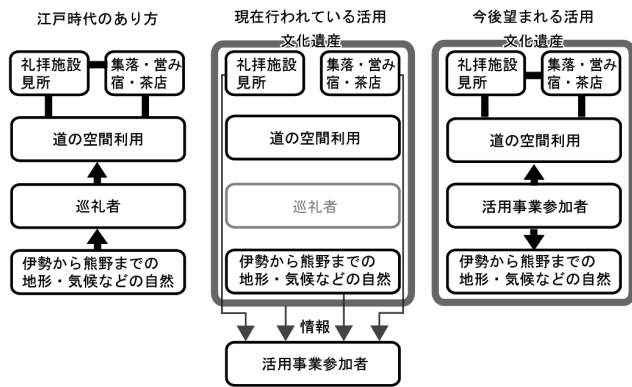 江戸時代のあり方
礼拝施設
見所
集落・営み
宿・茶店
道の空間利用
巡礼者
伊勢から熊野までの
地形・気候などの自然
現在行われている活用
文化遺産
礼拝施設
見所
集落・営み
宿・茶店
道の空間利用
巡礼者
伊勢から熊野までの
地形・気候などの自然
情報
活用事業参加者
今後望まれる活用
文化遺産
礼拝施設
見所
集落・営み
宿・茶店
道の空間利用
活用事業参加者
伊勢から熊野までの
地形・気候などの自然